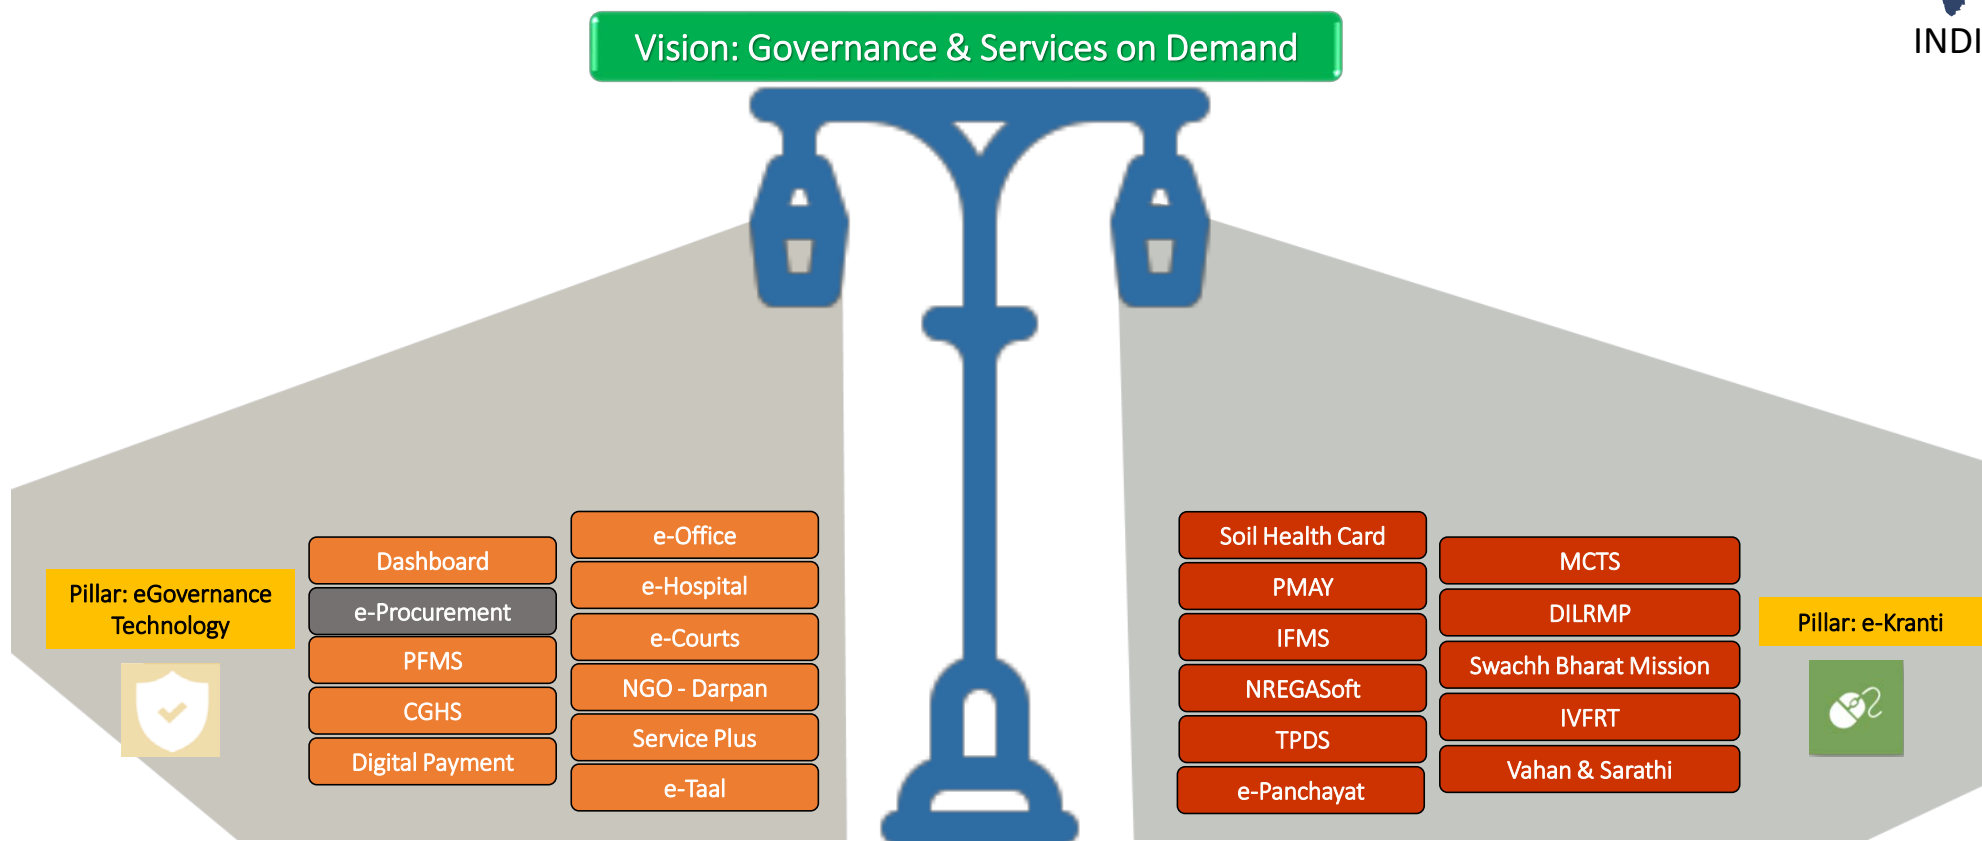 Vision: Governance & Services on Demand
INDI
Pillar: eGovernance
Technology
Dashboard
e-Procurement
PFMS
CGHS
Digital Payment
e-Office
e-Hospital
e-Courts
NGO - Darpan
Service Plus
e-Taal
Soil Health Card
PMAY
IFMS
NREGASoft
TPDS
e-Panchayat
MCTS
DILRMP
Swachh Bharat Mission
IVFRT
Vahan & Sarathi
Pillar: e-Kranti